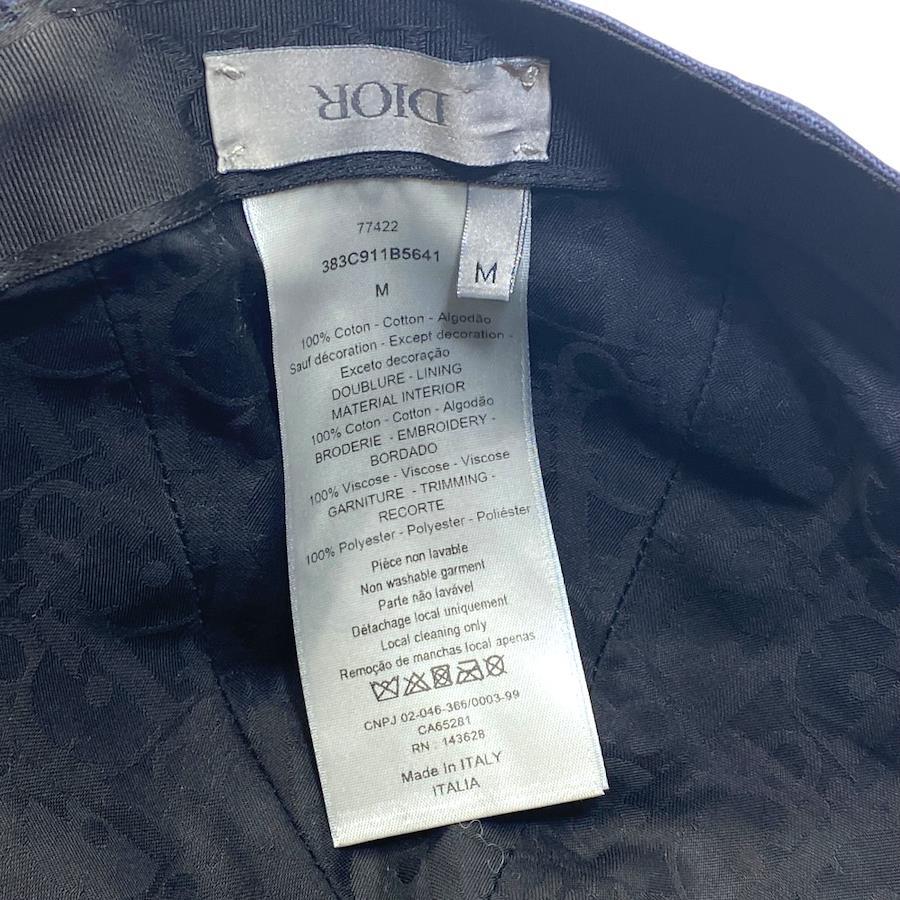 DIOR
77422
383C911B5641
M
M
100% Coton - Cotton - Algodão
Sauf décoration - Except decoration -
Exceto decoração
DOUBLURE - LINING
MATERIAL INTERIOR
100% Coton - Cotton - Algodão
BRODERIE - EMBROIDERY -
BORDADO
100% Viscose - Viscose - Viscose
GARNITURE - TRIMMING -
RECORTE
100% Polyester - Polyester - Poliéster
Pièce non lavable
Non washable garment
Parte não lavável
Détachage local uniquement
Local cleaning only
Remoção de manchas local apenas
CNPJ 02-046-366/0003-99
CA65281
RN : 143628
Made In ITALY
ITALIA